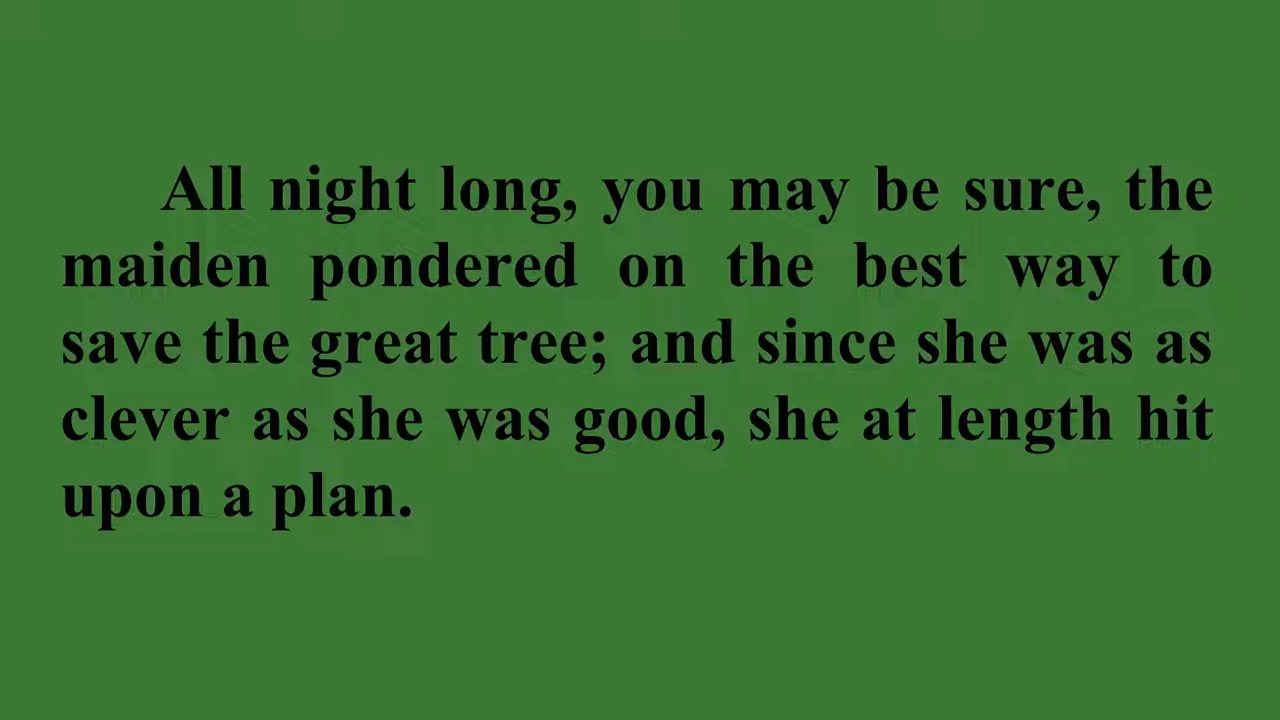 All night long, you may be sure, the
maiden pondered on the best way to
save the great tree; and since she was as
clever as she was good, she at length hit
upon a plan.